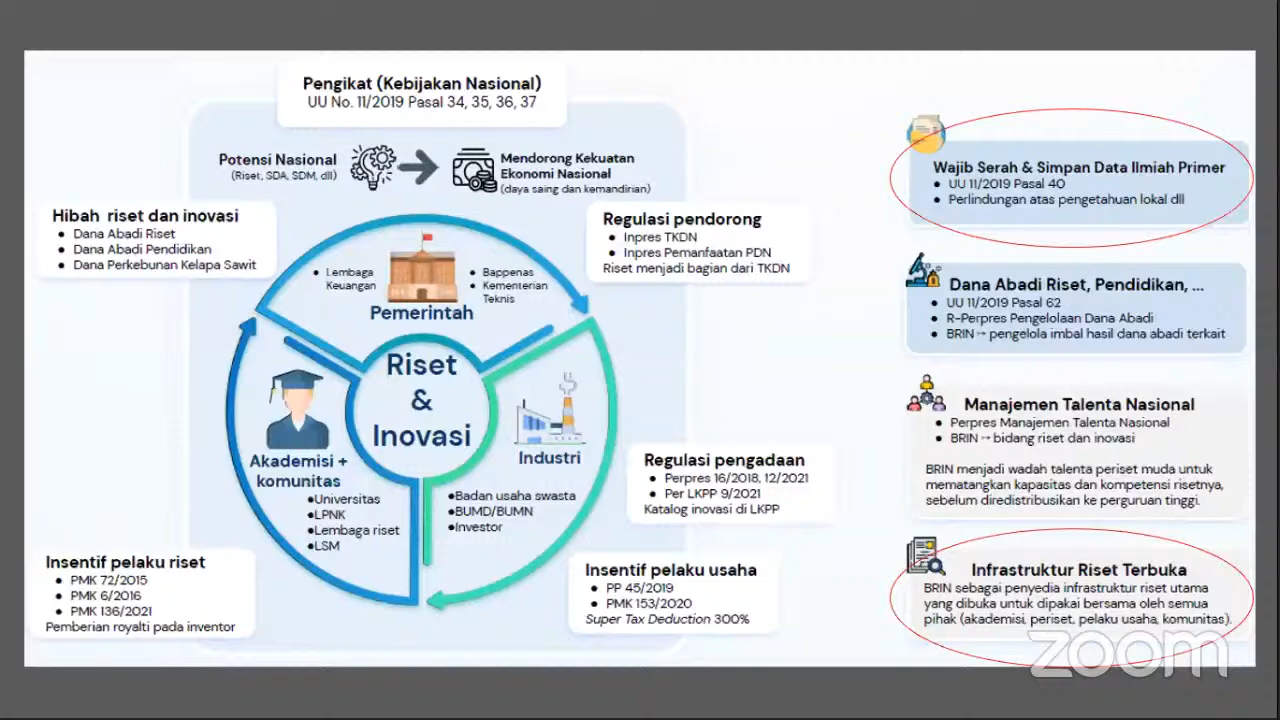 Pengikat (Kebijakan Nasional)
UU No. 11/2019 Pasal 34, 35, 36, 37
Potensi Nasional
(Riset, SDA, SDM, dll)
Mendorong Kekuatan
Ekonomi Nasional
(daya saing dan kemandirian)
Hibah riset dan inovasi
● Dana Abadi Riset
● Dana Abadi Pendidikan
● Dana Perkebunan Kelapa Sawit
Regulasi pendorong
● Inpres TKDN
● Inpres Pemanfaatan PDN
Riset menjadi bagian dari TKDN
● Lembaga
Keuangan
● Bappenas
● Kementerian
Teknis
Pemerintah
Riset
&
Inovasi
Akademisi +
komunitas
●Universitas
●LPNK
●Lembaga riset
●LSM
Industri
●Badan usaha swasta
●BUMD/BUMN
●Investor
Regulasi pengadaan
● Perpres 16/2018, 12/2021
● Per LKPP 9/2021
Katalog inovasi di LKPP
Insentif pelaku riset
● PMK 72/2015
● PMK 6/2016
● PMK 136/2021
Pemberian royalti pada inventor
Insentif pelaku usaha
● PP 45/2019
● PMK 153/2020
Super Tax Deduction 300%
Wajib Serah & Simpan Data Ilmiah Primer
● UU 11/2019 Pasal 40
● Perlindungan atas pengetahuan lokal dll
Dana Abadi Riset, Pendidikan, ...
● UU 11/2019 Pasal 62
● R-Perpres Pengelolaan Dana Abadi
● BRIN → pengelola imbal hasil dana abadi terkait
Manajemen Talenta Nasional
● Perpres Manajemen Talenta Nasional
● BRIN → bidang riset dan inovasi
BRIN menjadi wadah talenta periset muda untuk
mematangkan kapasitas dan kompetensi risetnya,
sebelum diredistribusikan ke perguruan tinggi.
Infrastruktur Riset Terbuka
BRIN sebagai penyedia infrastruktur riset utama
yang dibuka untuk dipakai bersama oleh semua
pihak (akademisi, periset, pelaku usaha, komunitas).
zoom